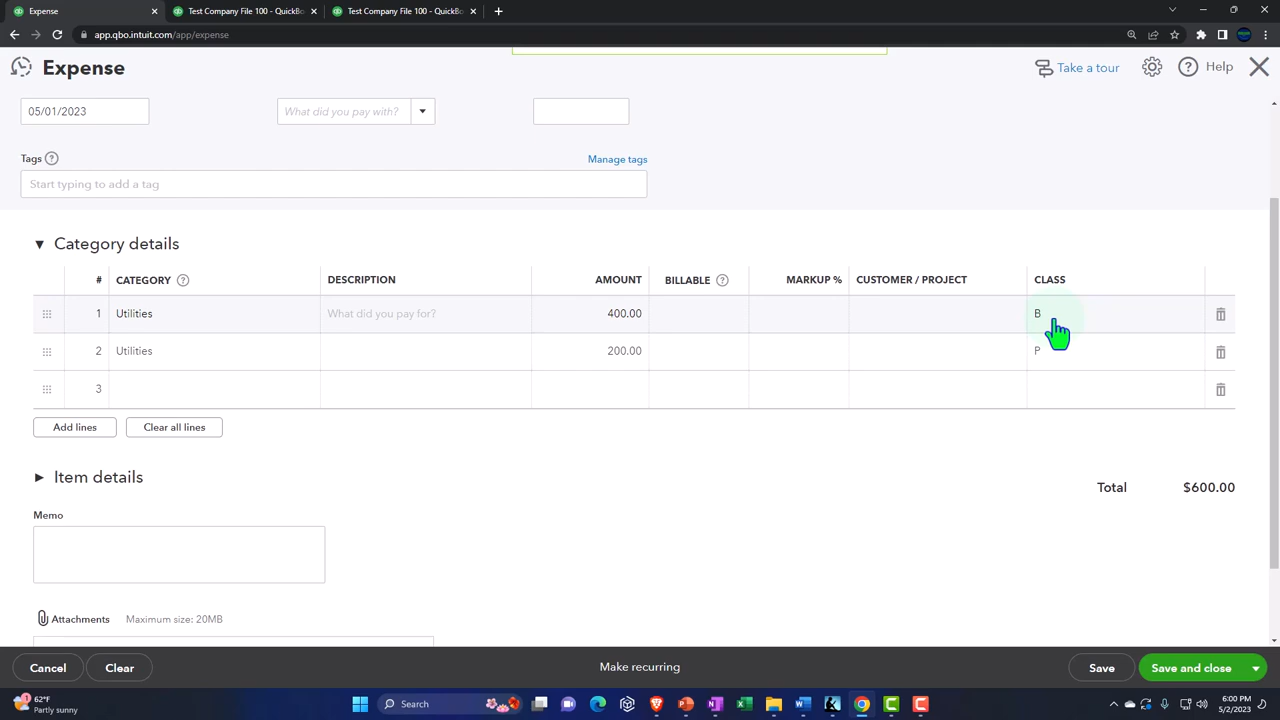 Expense
Test Company File 100 - QuickBo
Test Company File 100 - QuickBo
app.qbo.intuit.com/app/expense
Expense
Take a tour
Help
05/01/2023
What did you pay with?
Tags
Manage tags
Start typing to add a tag
Category details
# CATEGORY DESCRIPTION AMOUNT BILLABLE MARKUP % CUSTOMER / PROJECT CLASS
1 Utilities What did you pay for? 400.00 B
2 Utilities 200.00 P
3
Add lines Clear all lines
Item details
Total $600.00
Memo
Attachments Maximum size: 20MB
Cancel Clear Make recurring Save Save and close
62°F
Partly sunny
Search
6:00 PM
5/2/2023